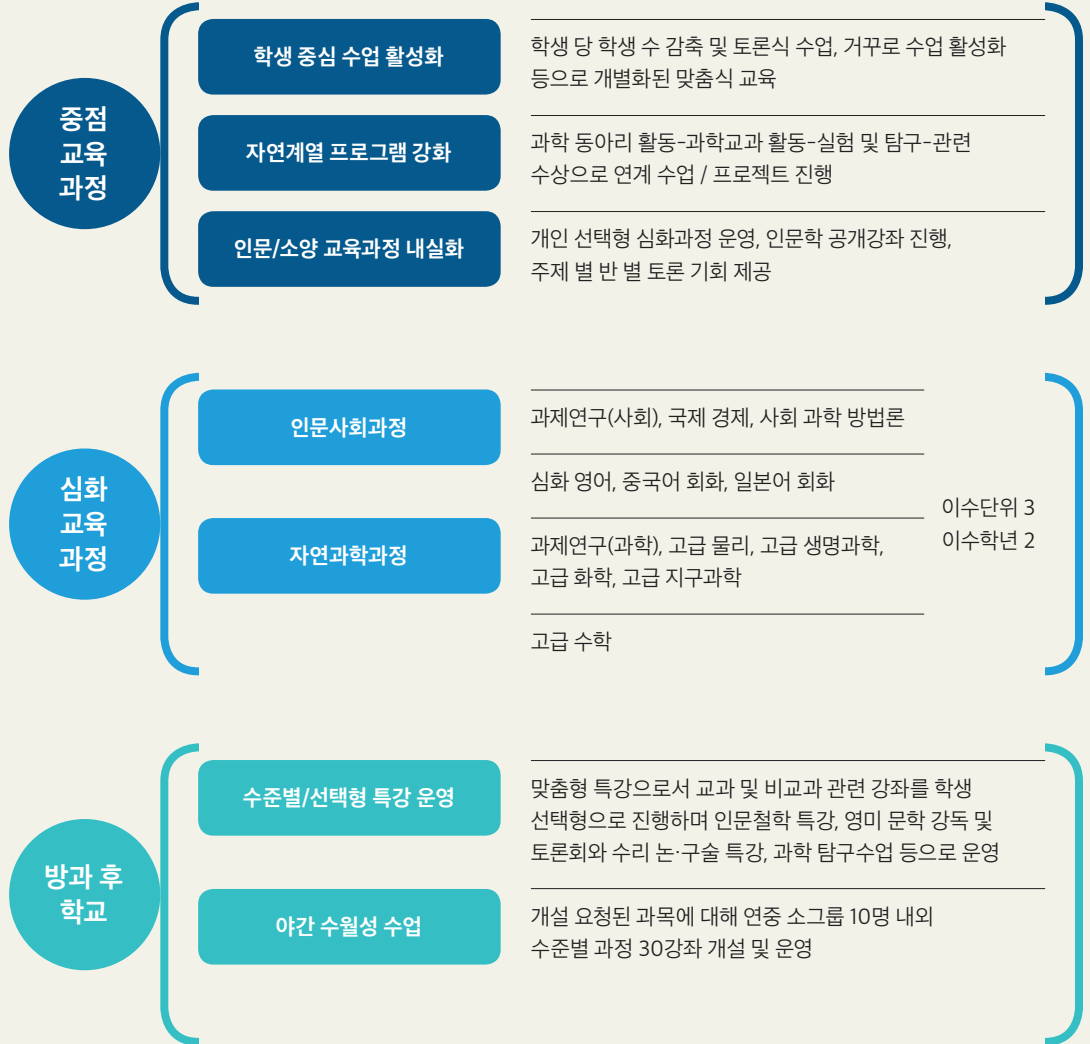 중점
교육
과정
학생 중심 수업 활성화
학생 당 학생 수 감축 및 토론식 수업, 거꾸로 수업 활성화
등으로 개별화된 맞춤식 교육
자연계열 프로그램 강화
과학 동아리 활동-과학교과 활동-실험 및 탐구-관련
수상으로 연계 수업 / 프로젝트 진행
인문/소양 교육과정 내실화
개인 선택형 심화과정 운영, 인문학 공개강좌 진행,
주제 별 반 별 토론 기회 제공
심화
교육
과정
인문사회과정
과제연구(사회), 국제 경제, 사회 과학 방법론
심화 영어, 중국어 회화, 일본어 회화
자연과학과정
과제연구(과학), 고급 물리, 고급 생명과학,
고급 화학, 고급 지구과학
고급 수학
이수단위 3
이수학년 2
방과 후
학교
수준별/선택형 특강 운영
맞춤형 특강으로서 교과 및 비교과 관련 강좌를 학생
선택형으로 진행하며 인문철학 특강, 영미 문학 강독 및
토론회와 수리 논·구술 특강, 과학 탐구수업 등으로 운영
야간 수월성 수업
개설 요청된 과목에 대해 연중 소그룹 10명 내외
수준별 과정 30강좌 개설 및 운영